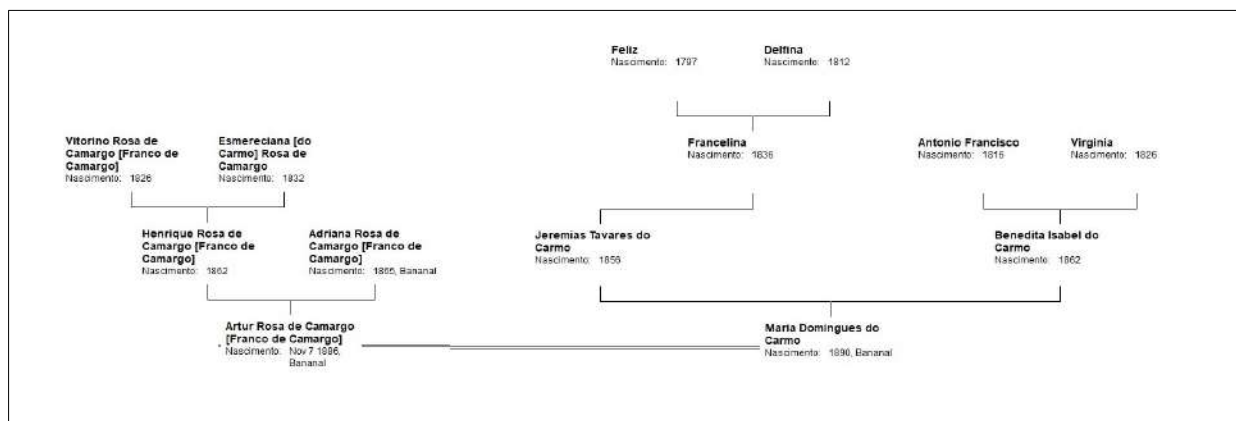 Feliz
Nascimento: 1797
Delfina
Nascimento: 1812
Vitorino Rosa de
Camargo [Franco de
Camargo]
Nascimento: 1826
Esmereciana [do
Carmo] Rosa de
Camargo
Nascimento: 1832
Francelina
Nascimento: 1836
Antonio Francisco
Nascimento: 1816
Virginia
Nascimento: 1826
Henrique Rosa de
Camargo [Franco de
Camargo]
Nascimento: 1862
Adriana Rosa de
Camargo [Franco de
Camargo]
Nascimento: 1866, Bananal
Jeremias Tavares do
Carmo
Nascimento: 1856
Benedita Isabel do
Carmo
Nascimento: 1862
Artur Rosa de Camargo
[Franco de Camargo]
Nascimento: Nov 7 1886,
Bananal
Maria Domingues do
Carmo
Nascimento: 1890, Bananal